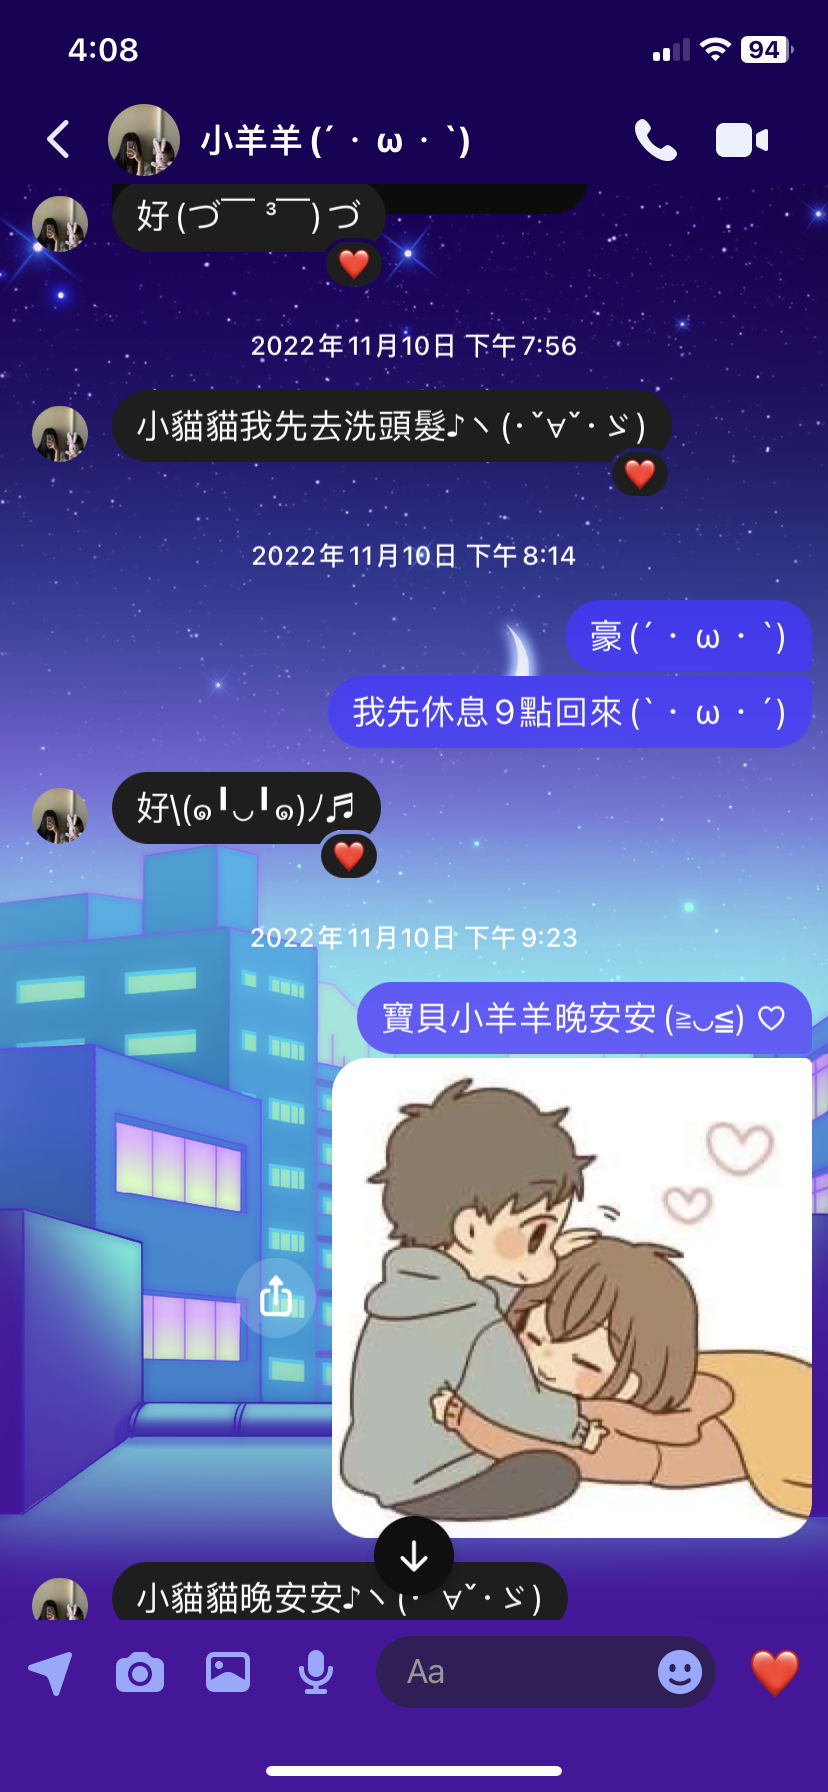 4:08
94
小羊羊 (´・ω・`)
好 (づ￣ ³￣) づ
2022年11月10日 下午7:56
小貓貓我先去洗頭髮♪ヽ(･ˇ∀ˇ･ゞ)
2022年11月10日 下午8:14
豪 (´・ω・`)
我先休息9點回來 (`・ω・´)
好\(๑╹◡╹๑)ﾉ♬
2022年11月10日 下午9:23
寶貝小羊羊晚安安 (≧◡≦) ♡
小貓貓晚安安♪ヽ(･ ∀ˇ･ゞ)
Aa